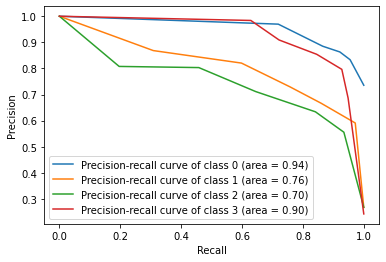 1.0
0.9
0.8
0.7
0.6
0.5
0.4
0.3
Precision
Precision-recall curve of class 0 (area = 0.94)
Precision-recall curve of class 1 (area = 0.76)
Precision-recall curve of class 2 (area = 0.70)
Precision-recall curve of class 3 (area = 0.90)
0.0 0.2 0.4 0.6 0.8 1.0
Recall